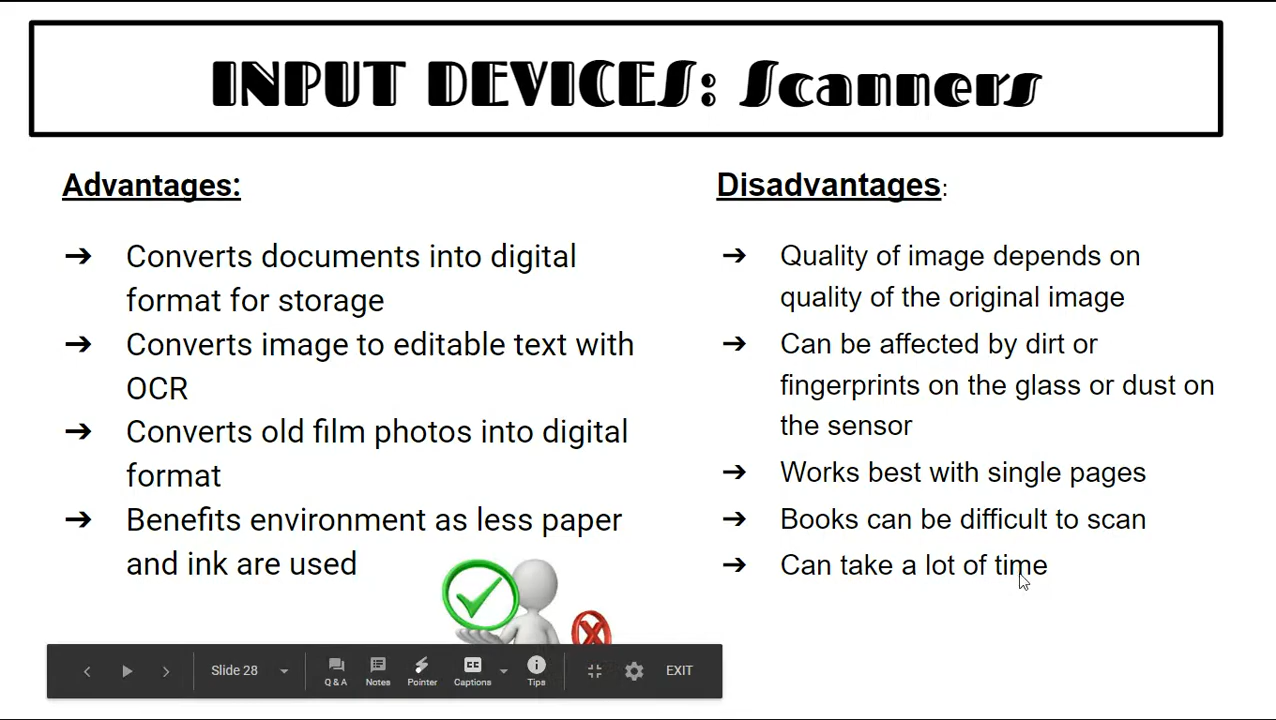 INPUT DEVICES: Scanners
Advantages:
➔ Converts documents into digital
format for storage
➔ Converts image to editable text with
OCR
➔ Converts old film photos into digital
format
➔ Benefits environment as less paper
and ink are used
Disadvantages:
➔ Quality of image depends on
quality of the original image
➔ Can be affected by dirt or
fingerprints on the glass or dust on
the sensor
➔ Works best with single pages
➔ Books can be difficult to scan
➔ Can take a lot of time
Slide 28
Q & A
Notes
Pointer
CC
Captions
Tips
EXIT